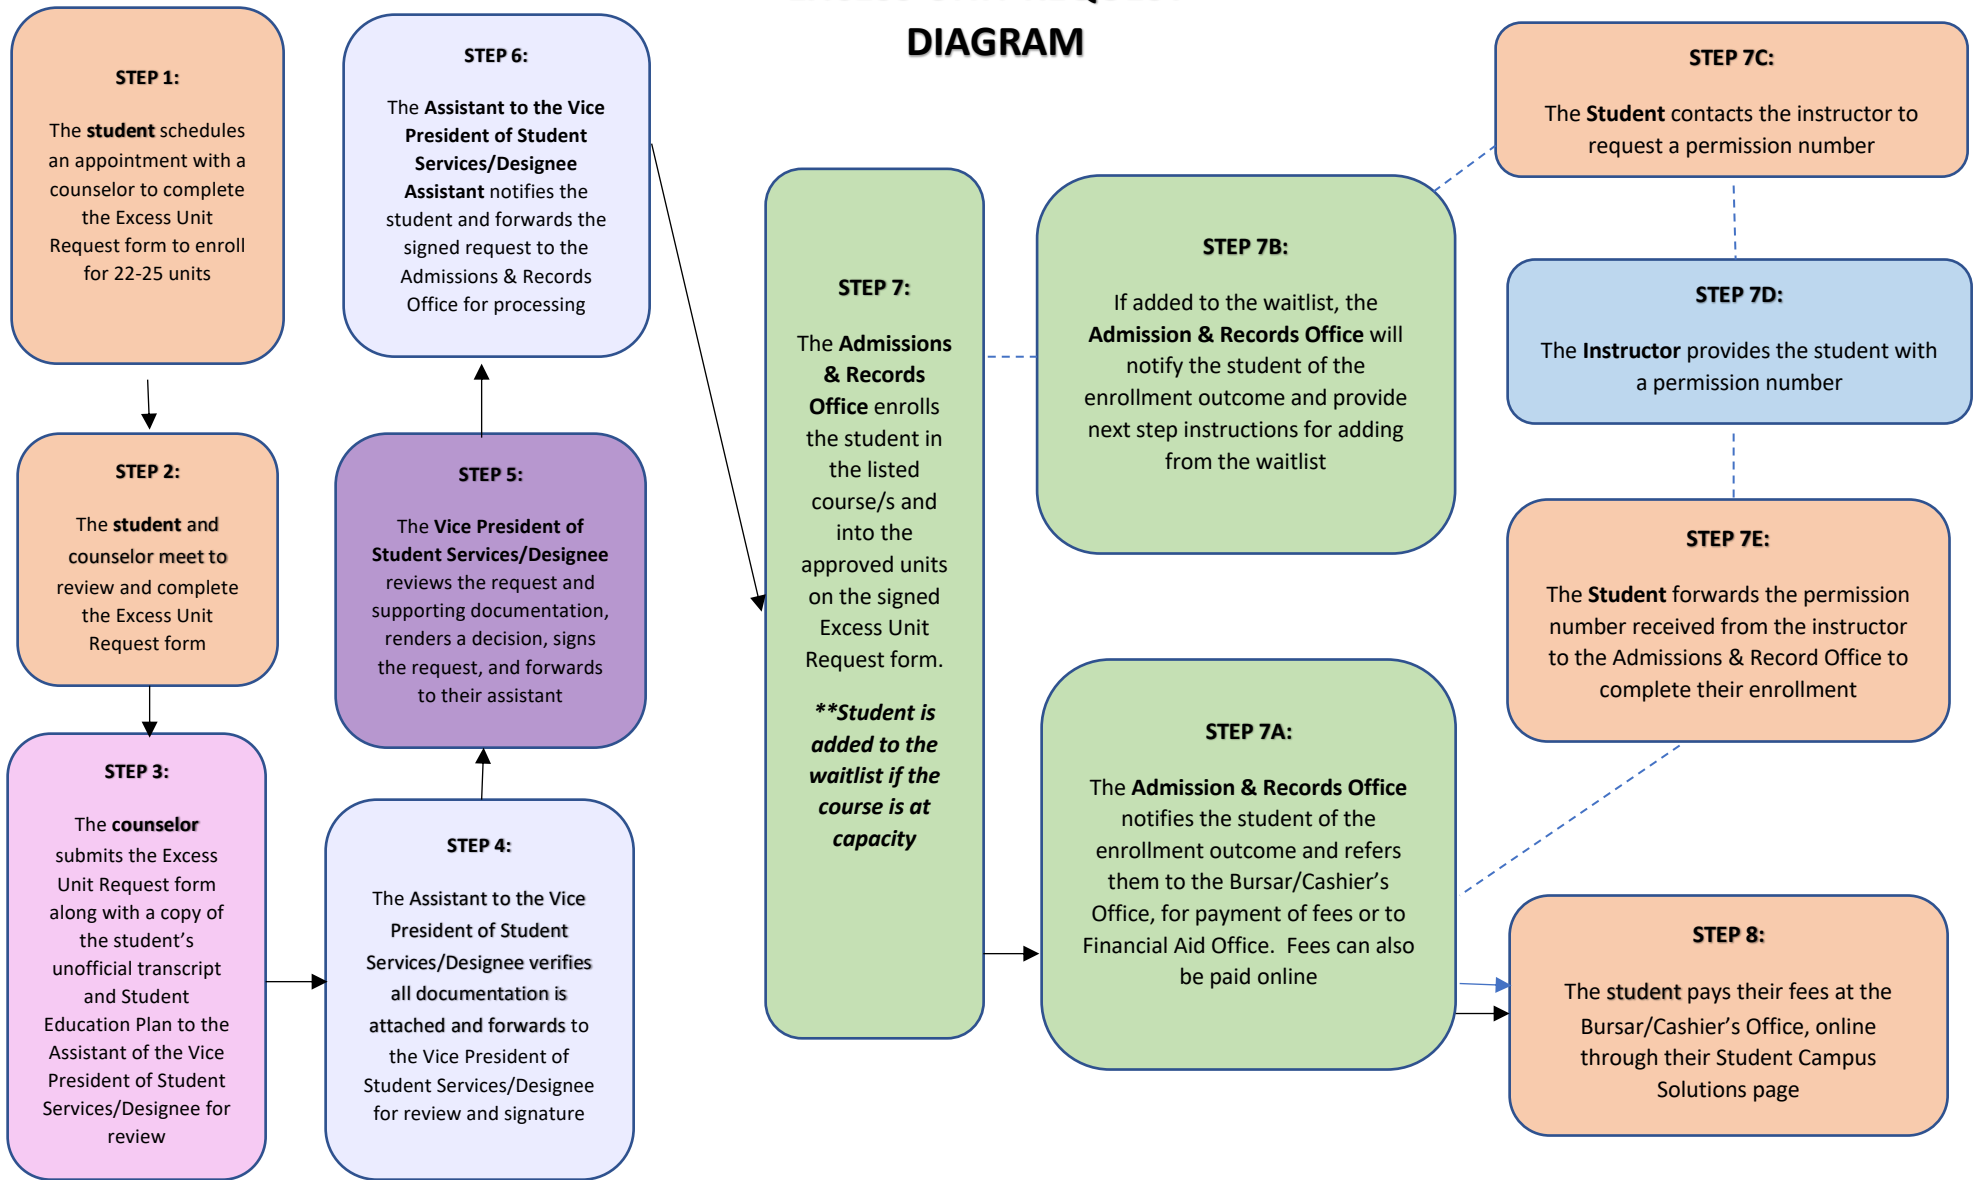 DIAGRAM
STEP 1:
The student schedules
an appointment with a
counselor to complete
the Excess Unit
Request form to enroll
for 22-25 units
STEP 2:
The student and
counselor meet to
review and complete
the Excess Unit
Request form
STEP 3:
The counselor
submits the Excess
Unit Request form
along with a copy of
the student’s
unofficial transcript
and Student
Education Plan to the
Assistant of the Vice
President of Student
Services/Designee for
review
STEP 4:
The Assistant to the Vice
President of Student
Services/Designee verifies
all documentation is
attached and forwards to
the Vice President of
Student Services/Designee
for review and signature
STEP 5:
The Vice President of
Student Services/Designee
reviews the request and
supporting documentation,
renders a decision, signs
the request, and forwards
to their assistant
STEP 6:
The Assistant to the Vice
President of Student
Services/Designee
Assistant notifies the
student and forwards the
signed request to the
Admissions & Records
Office for processing
STEP 7:
The Admissions
& Records
Office enrolls
the student in
the listed
course/s and
into the
approved units
on the signed
Excess Unit
Request form.
**Student is
added to the
waitlist if the
course is at
capacity
STEP 7A:
The Admission & Records Office
notifies the student of the
enrollment outcome and refers
them to the Bursar/Cashier’s
Office, for payment of fees or to
Financial Aid Office.  Fees can also
be paid online
STEP 7B:
If added to the waitlist, the
Admission & Records Office will
notify the student of the
enrollment outcome and provide
next step instructions for adding
from the waitlist
STEP 7C:
The Student contacts the instructor to
request a permission number
STEP 7D:
The Instructor provides the student with
a permission number
STEP 7E:
The Student forwards the permission
number received from the instructor
to the Admissions & Record Office to
complete their enrollment
STEP 8:
The student pays their fees at the
Bursar/Cashier’s Office, online
through their Student Campus
Solutions page